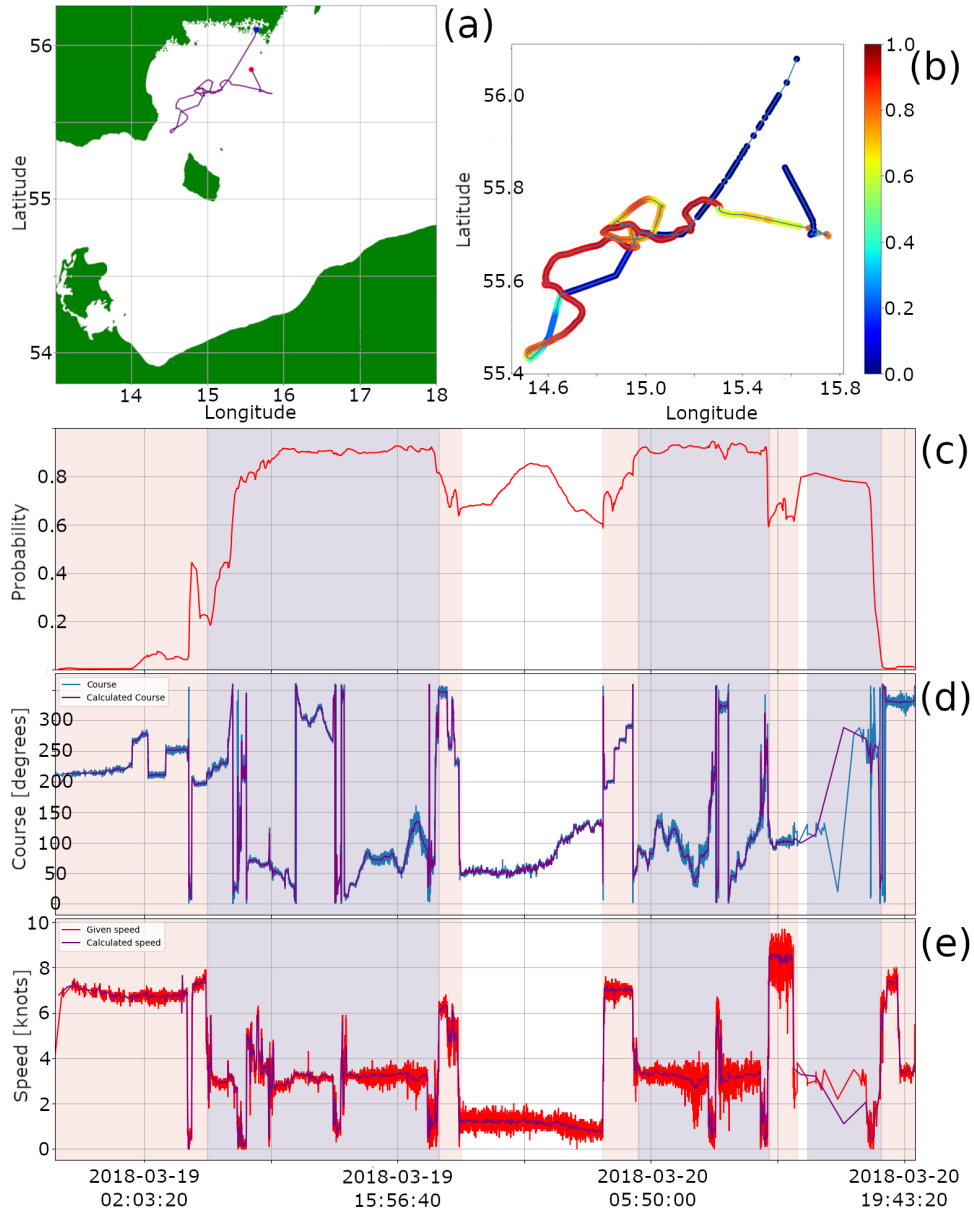 (a)
56
55
54
Latitude
14 15 16 17 18
Longitude
(b)
56.0
55.8
55.6
55.4
Latitude
14.6 15.0 15.4 15.8
Longitude
1.0
0.8
0.6
0.4
0.2
0.0
(c)
0.8
0.6
0.4
0.2
Probability
(d)
Course
Calculated Course
300
250
200
150
100
50
0
Course [degrees]
(e)
Given speed
Calculated speed
10
8
6
4
2
0
Speed [knots]
2018-03-19 2018-03-19 2018-03-20 2018-03-20
02:03:20 15:56:40 05:50:00 19:43:20